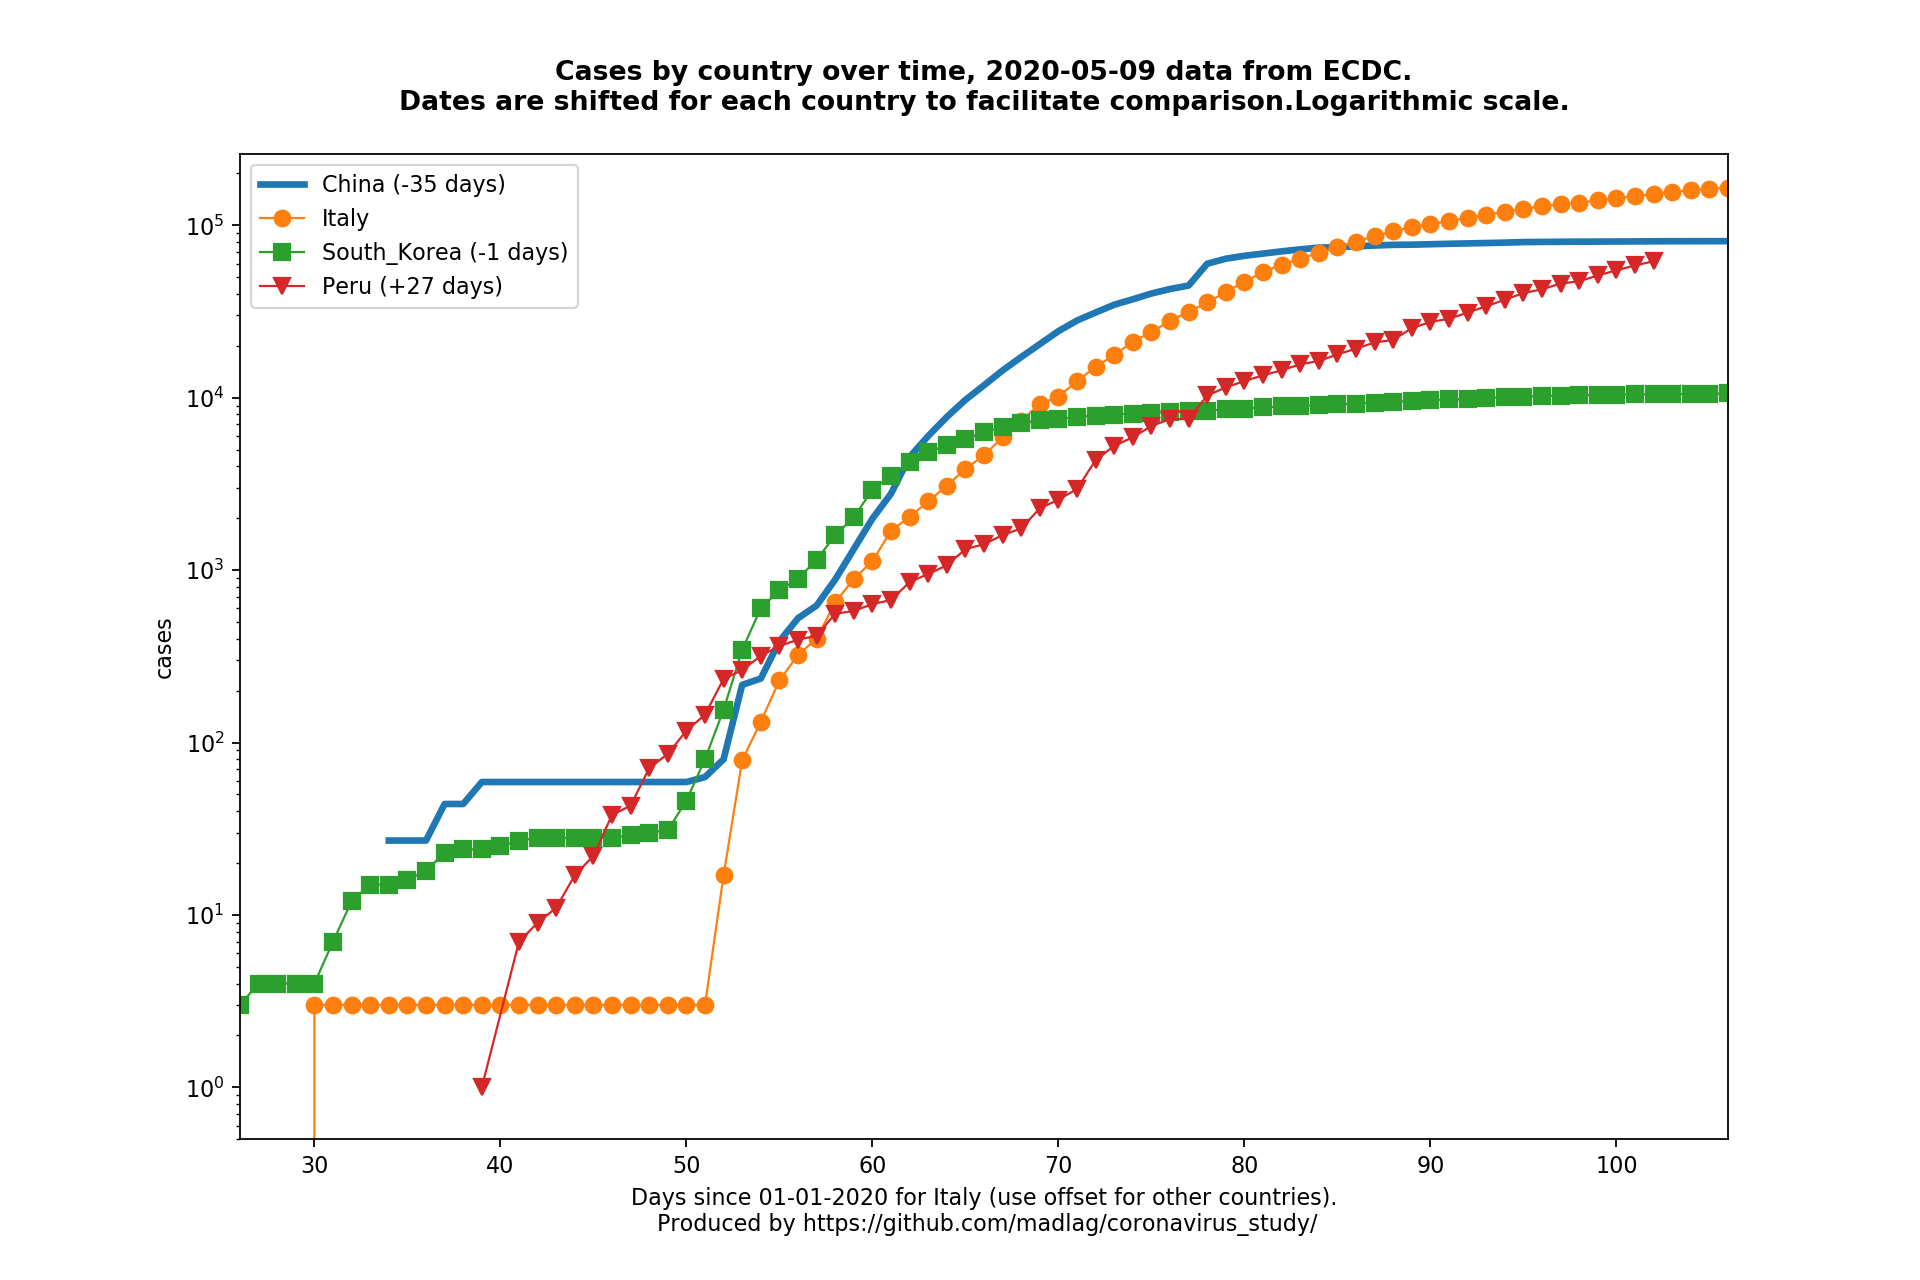 Cases by country over time, 2020-05-09 data from ECDC.
Dates are shifted for each country to facilitate comparison.Logarithmic scale.
China (-35 days)
Italy
South_Korea (-1 days)
Peru (+27 days)
10^5
10^4
10^3
10^2
10^1
10^0
cases
30 40 50 60 70 80 90 100
Days since 01-01-2020 for Italy (use offset for other countries).
Produced by https://github.com/madlag/coronavirus_study/